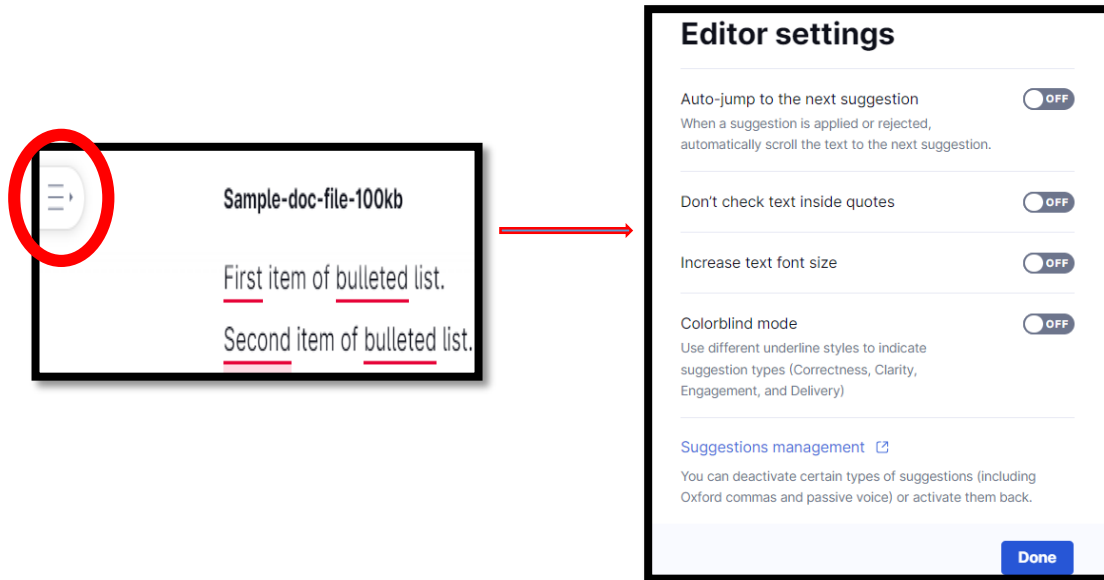 Sample-doc-file-100kb
First item of bulleted list.
Second item of bulleted list.
Editor settings
Auto-jump to the next suggestion
OFF
When a suggestion is applied or rejected,
automatically scroll the text to the next suggestion.
Don't check text inside quotes
OFF
Increase text font size
OFF
Colorblind mode
OFF
Use different underline styles to indicate
suggestion types (Correctness, Clarity,
Engagement, and Delivery)
Suggestions management
You can deactivate certain types of suggestions (including
Oxford commas and passive voice) or activate them back.
Done